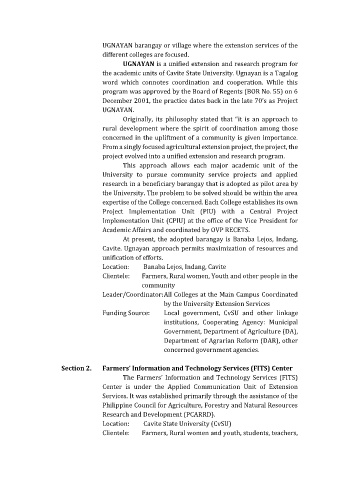 UGNAYAN barangay or village where the extension services of the
different colleges are focused.
UGNAYAN is a unified extension and research program for
the academic units of Cavite State University. Ugnayan is a Tagalog
word which connotes coordination and cooperation. While this
program was approved by the Board of Regents (BOR No. 55) on 6
December 2001, the practice dates back in the late 70's as Project
UGNAYAN.
Originally, its philosophy stated that "it is an approach to
rural development where the spirit of coordination among those
concerned in the upliftment of a community is given importance.
From a singly focused agricultural extension project, the project, the
project evolved into a unified extension and research program.
This approach allows each major academic unit of the
University to pursue community service projects and applied
research in a beneficiary barangay that is adopted as pilot area by
the University. The problem to be solved should be within the area
expertise of the College concerned. Each College establishes its own
Project Implementation Unit (PIU) with a Central Project
Implementation Unit (CPIU) at the office of the Vice President for
Academic Affairs and coordinated by OVP RECETS.
At present, the adopted barangay is Banaba Lejos, Indang,
Cavite. Ugnayan approach permits maximization of resources and
unification of efforts.
Location: Banaba Lejos, Indang, Cavite
Clientele: Farmers, Rural women, Youth and other people in the
community
Leader/Coordinator: All Colleges at the Main Campus Coordinated
by the University Extension Services
Funding Source: Local government, CvSU and other linkage
institutions, Cooperating Agency: Municipal
Government, Department of Agriculture (DA),
Department of Agrarian Reform (DAR), other
concerned government agencies.
Section 2. Farmers' Information and Technology Services (FITS) Center
The Farmers' Information and Technology Services (FITS)
Center is under the Applied Communication Unit of Extension
Services. It was established primarily through the assistance of the
Philippine Council for Agriculture, Forestry and Natural Resources
Research and Development (PCARRD).
Location: Cavite State University (CvSU)
Clientele: Farmers, Rural women and youth, students, teachers,